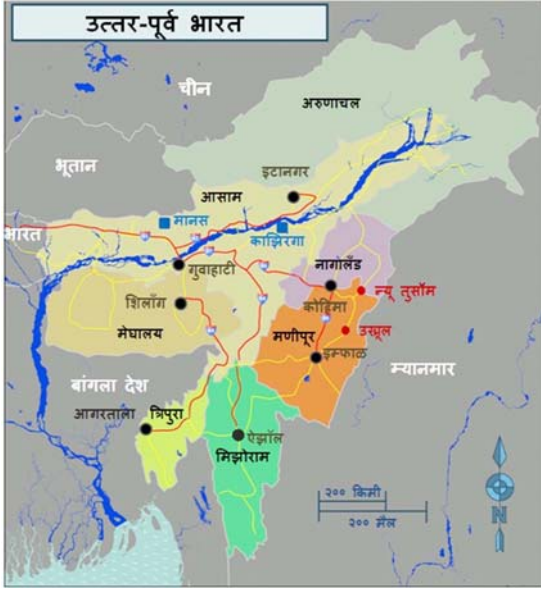 उत्तर-पूर्व भारत
चीन
अरुणाचल
भूतान
इटानगर
आसाम
मानस
काझिरंगा
भारत
गुवाहाटी
नागोलँड
न्यू तुसॉम
शिलाँग
कोहिमा
उख्रूल
मेघालय
मणीपूर
इम्फाळ
म्यानमार
बांगला देश
आगरताला
त्रिपुरा
ऐझॉल
मिझोराम
२०० किमी
२०० मैल
N